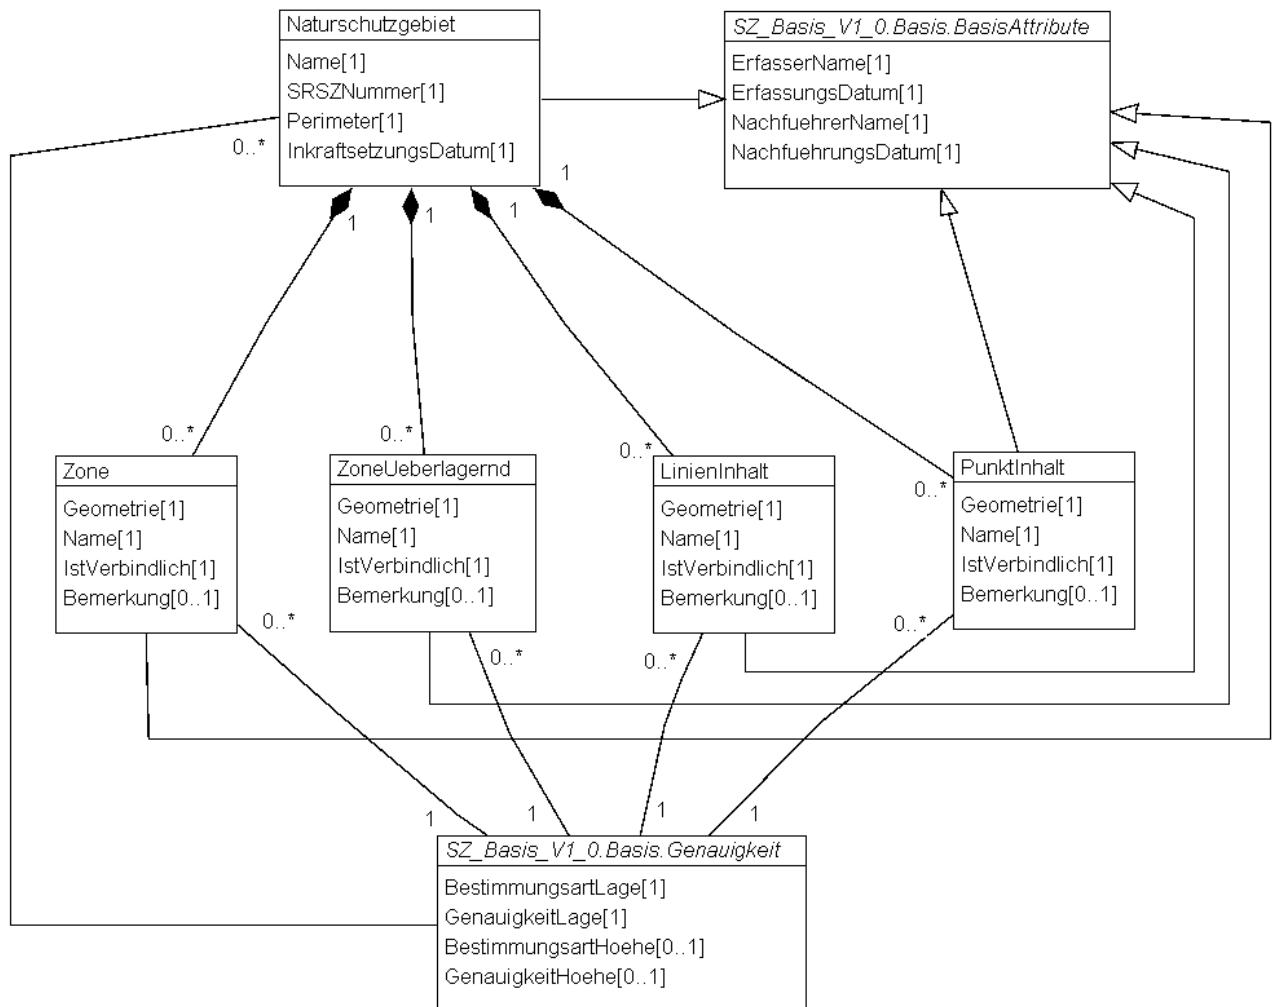 Naturschutzgebiet
Name[1]
SRSZNummer[1]
Perimeter[1]
InkraftsetzungsDatum[1]
SZ_Basis_V1_0.Basis.BasisAttribute
ErfasserName[1]
ErfassungsDatum[1]
NachfuehrerName[1]
NachfuehrungsDatum[1]
0..*
1
1
1
1
0..*
0..*
0..*
0..*
Zone
Geometrie[1]
Name[1]
IstVerbindlich[1]
Bemerkung[0..1]
ZoneUeberlagernd
Geometrie[1]
Name[1]
IstVerbindlich[1]
Bemerkung[0..1]
LinienInhalt
Geometrie[1]
Name[1]
IstVerbindlich[1]
Bemerkung[0..1]
PunktInhalt
Geometrie[1]
Name[1]
IstVerbindlich[1]
Bemerkung[0..1]
0..*
0..*
0..*
0..*
1
1
1
1
SZ_Basis_V1_0.Basis.Genauigkeit
BestimmungsartLage[1]
GenauigkeitLage[1]
BestimmungsartHoehe[0..1]
GenauigkeitHoehe[0..1]